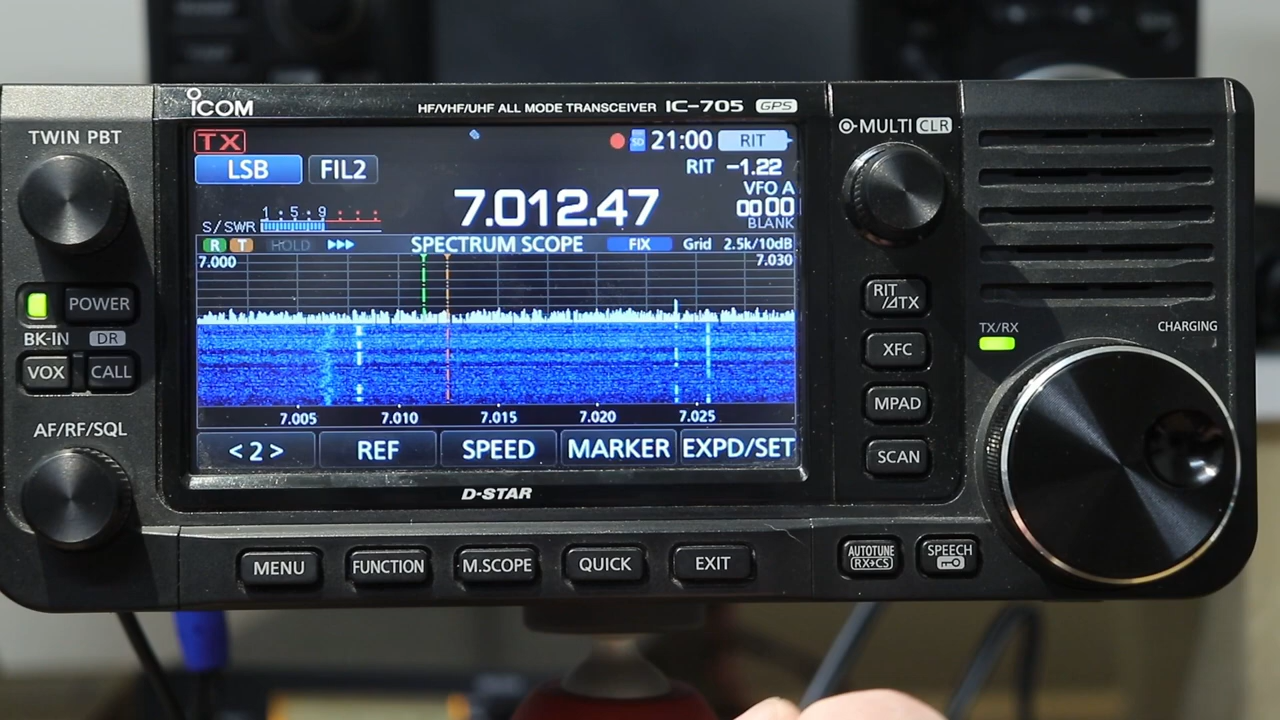 ICOM
HF/VHF/UHF ALL MODE TRANSCEIVER IC-705 GPS
TWIN PBT
MULTI CLR
TX
SD 21:00 RIT
LSB FIL2
RIT -1.22
7.012.47
VFO A
00 00
BLANK
S/SWR 1 5 9
R T HOLD
SPECTRUM SCOPE FIX Grid 2.5k/10dB
7.000 7.030
7.005 7.010 7.015 7.020 7.025
< 2 > REF SPEED MARKER EXPD/SET
D-STAR
POWER
BK-IN DR
VOX CALL
AF/RF/SQL
RIT
/⊿TX
XFC
MPAD
SCAN
TX/RX CHARGING
MENU FUNCTION M.SCOPE QUICK EXIT
AUTOTUNE
RX→CS
SPEECH